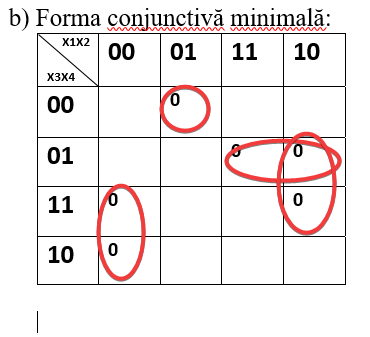 b) Forma conjunctivă minimală:
X1X2 00 01 11 10
X3X4
00 0
01 0 0
11 0 0
10 0